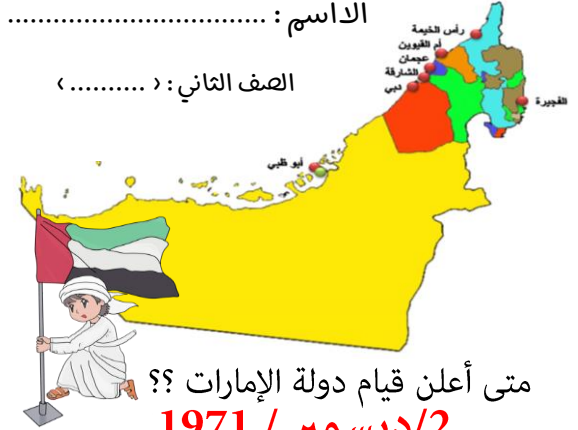 الااسم : ..................................
الصف الثاني : ( .......... )
رأس الخيمة
أم القيوين
عجمان
الشارقة
دبي
الفجيرة
أبو ظبي
متى أعلن قيام دولة الإمارات ؟؟
2/ديسمبر / 1971